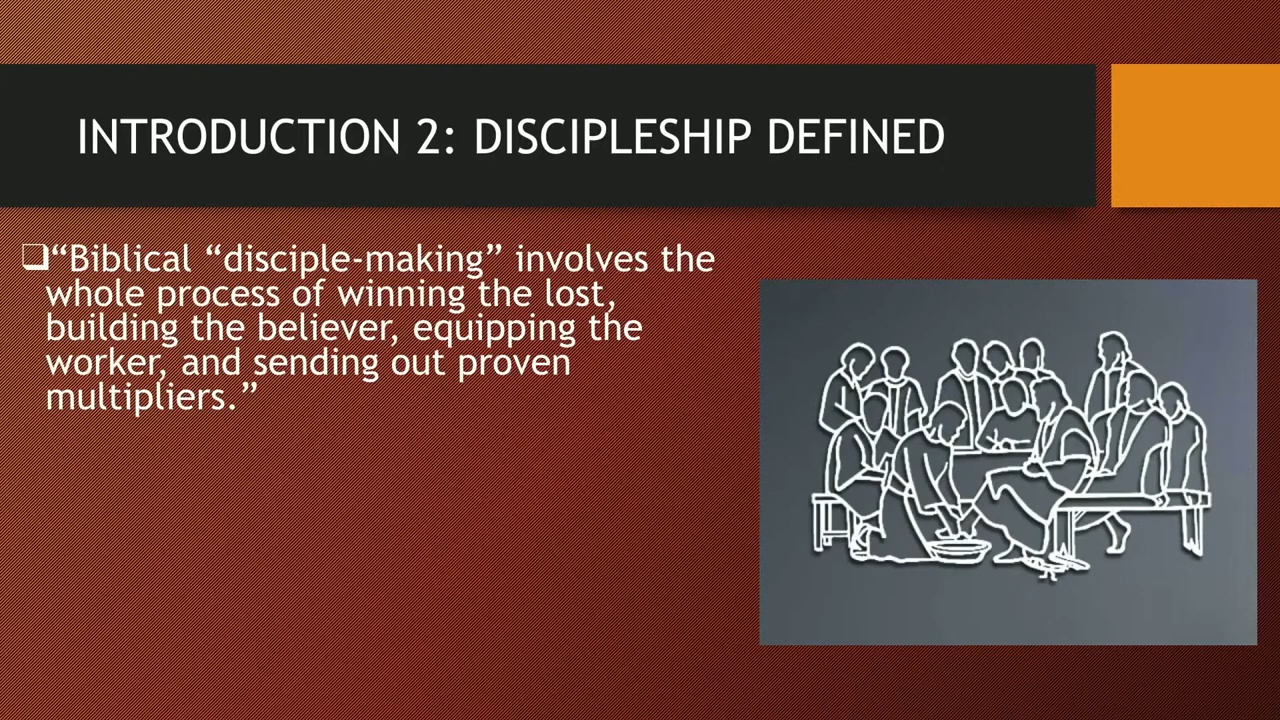 INTRODUCTION 2: DISCIPLESHIP DEFINED
❑“Biblical “disciple-making” involves the
whole process of winning the lost,
building the believer, equipping the
worker, and sending out proven
multipliers.”